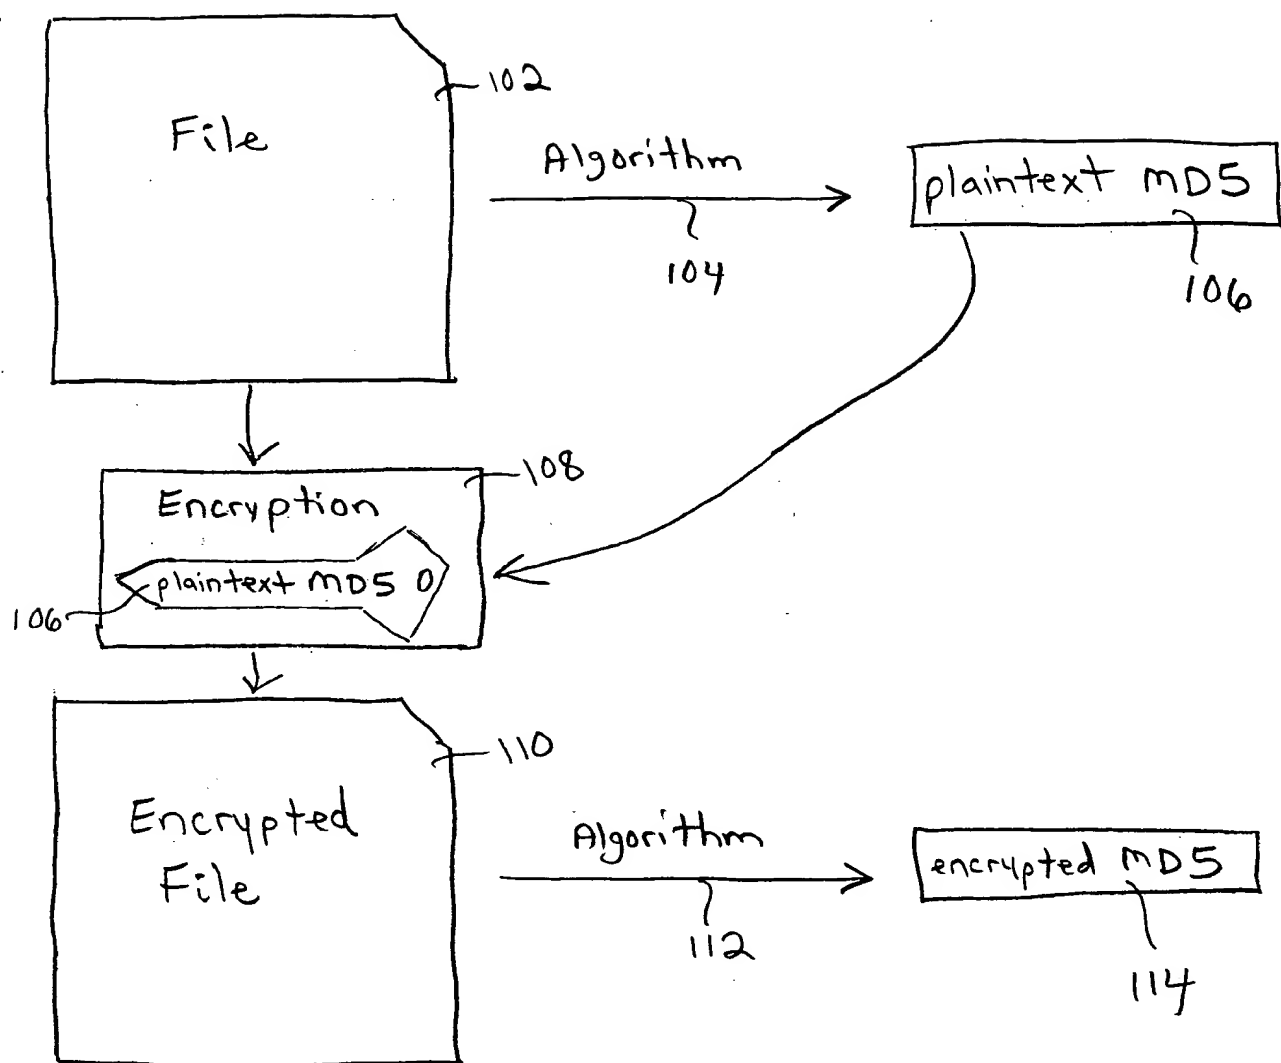 File
102
Algorithm
104
plaintext MD5
106
Encryption
108
plaintext MD5 0
106
Encrypted
File
110
Algorithm
112
encrypted MD5
114